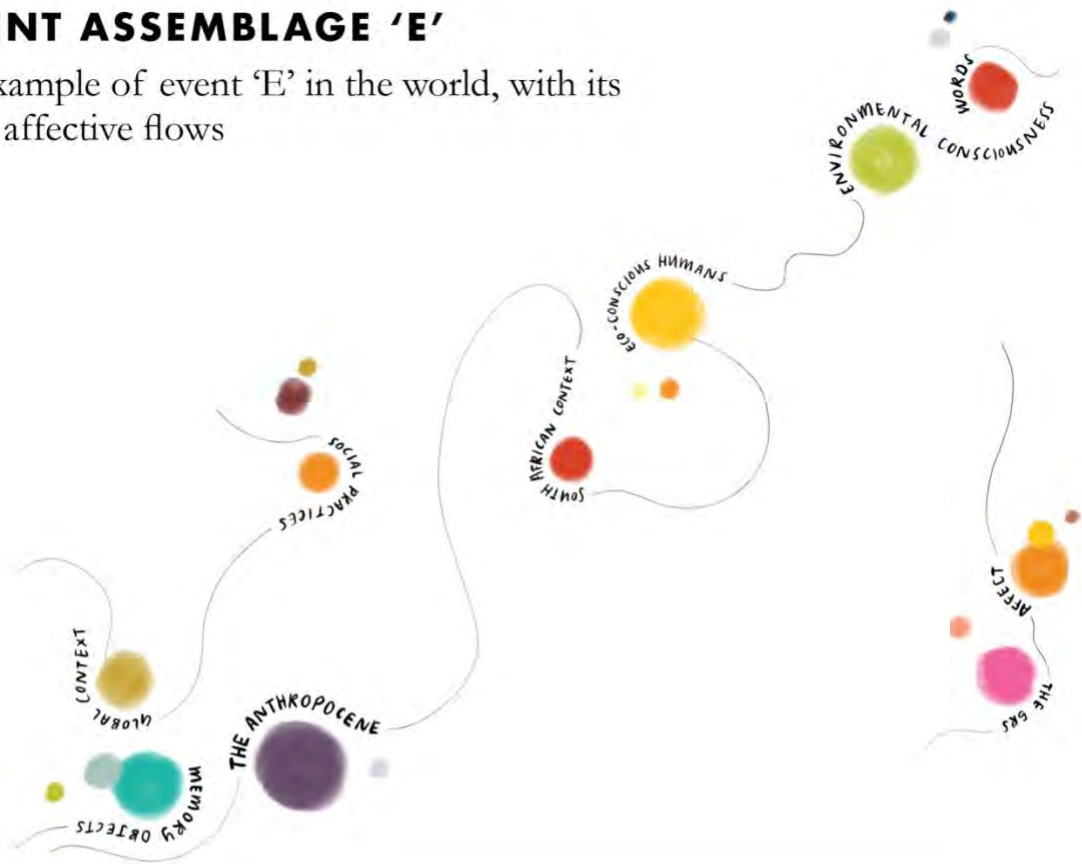 NT ASSEMBLAGE ‘E’
xample of event ‘E’ in the world, with its
affective flows
WORDS
ENVIRONMENTAL CONSCIOUSNESS
ECO-CONSCIOUS HUMANS
SOUTH AFRICAN CONTEXT
SOCIAL PRACTICES
AFFECT
THE 6RS
GLOBAL CONTEXT
THE ANTHROPOCENE
MEMORY OBJECTS